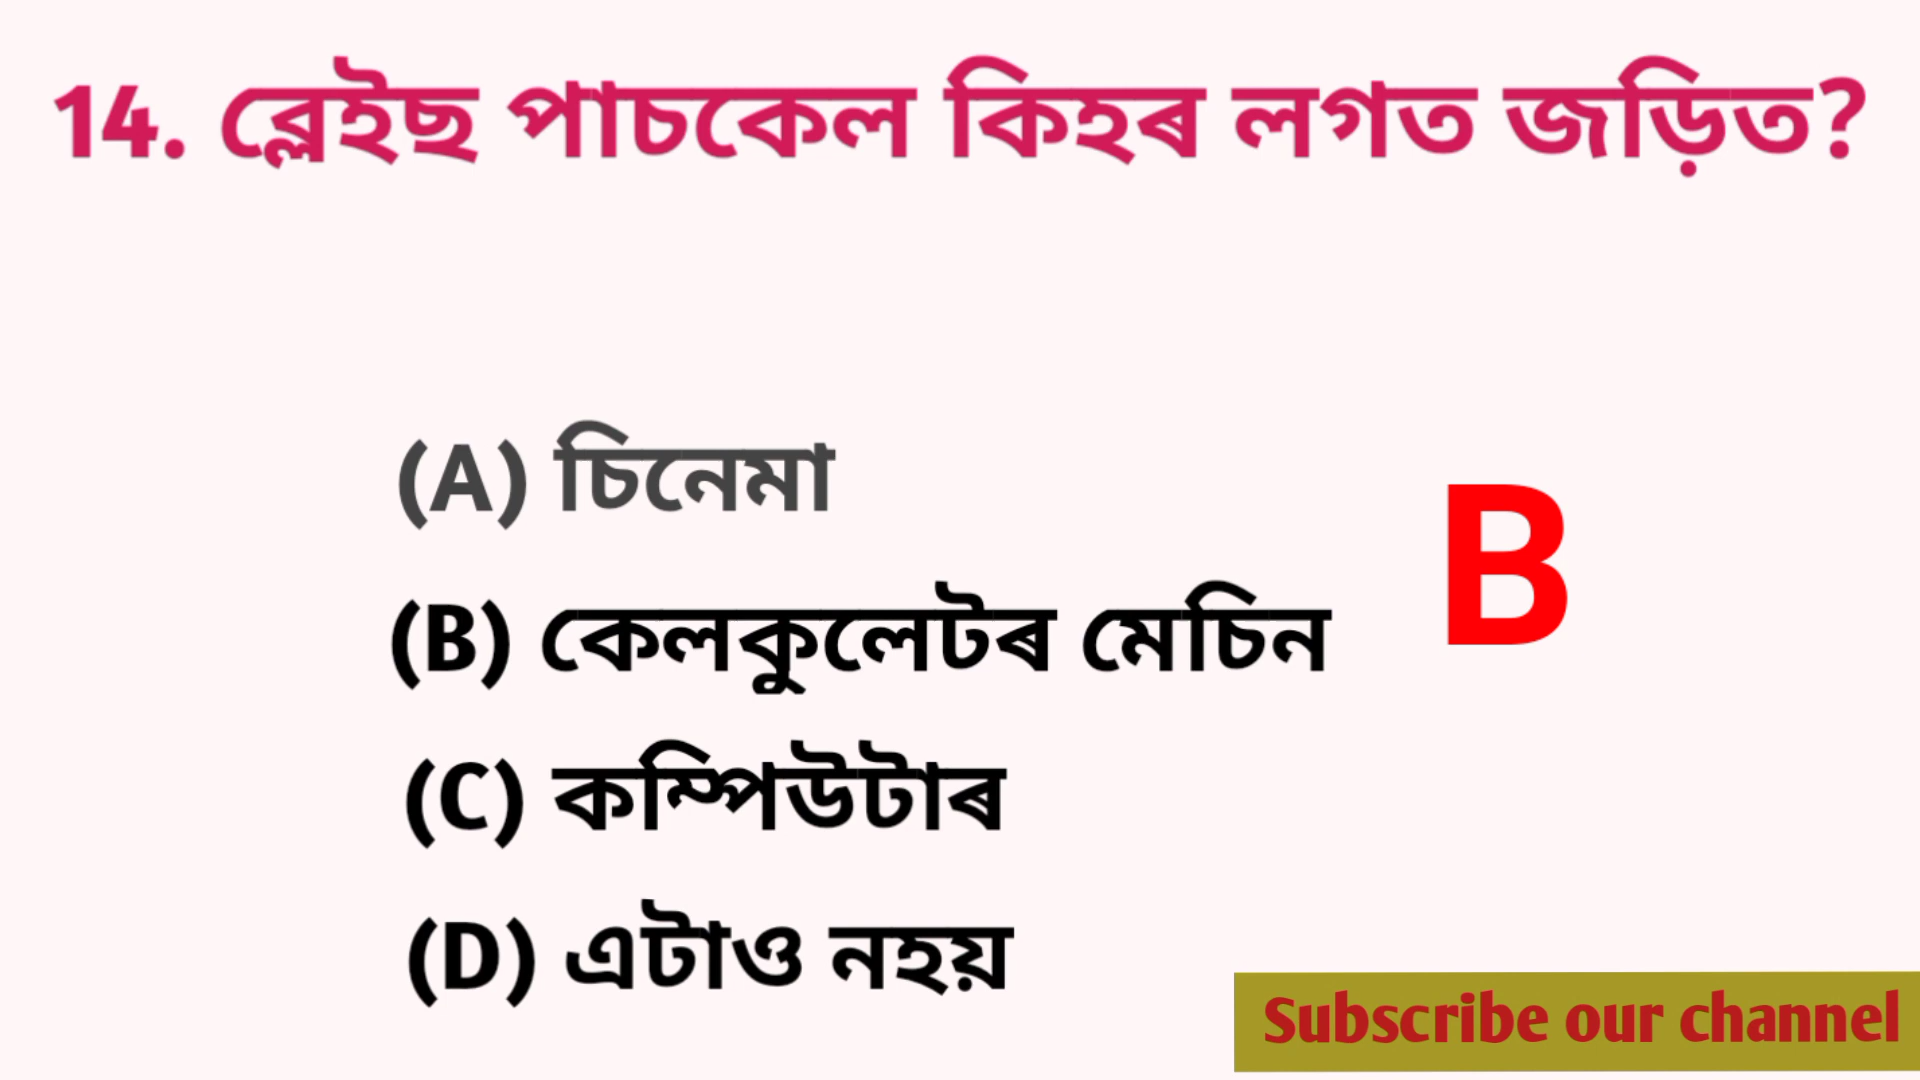 14. ব্লেইছ পাচকেল কিহৰ লগত জড়িত?
(A) চিনেমা
(B) কেলকুলেটৰ মেচিন
B
(C) কম্পিউটাৰ
(D) এটাও নহয়
Subscribe our channel